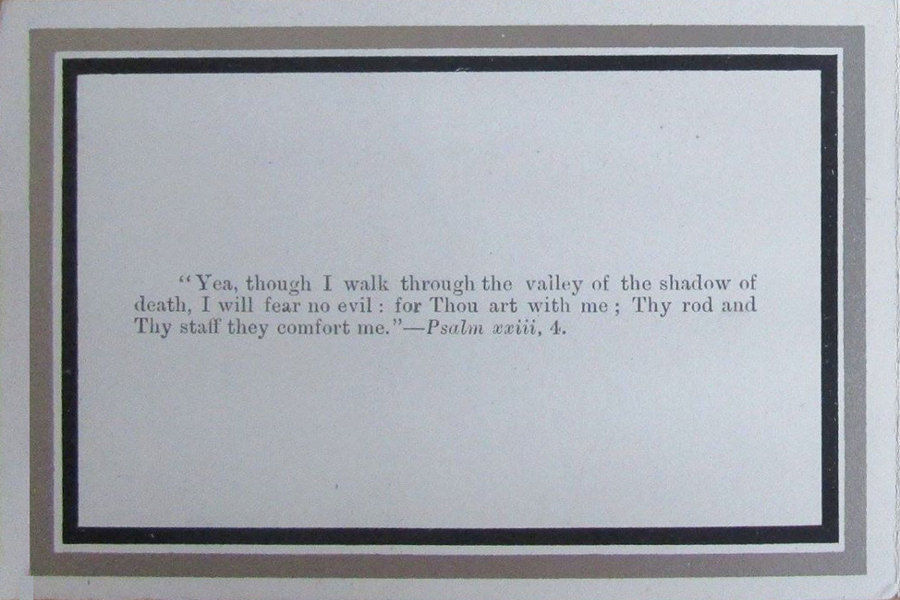 “Yea, though I walk through the valley of the shadow of
death, I will fear no evil : for Thou art with me ; Thy rod and
Thy staff they comfort me.”—Psalm xxiii, 4.